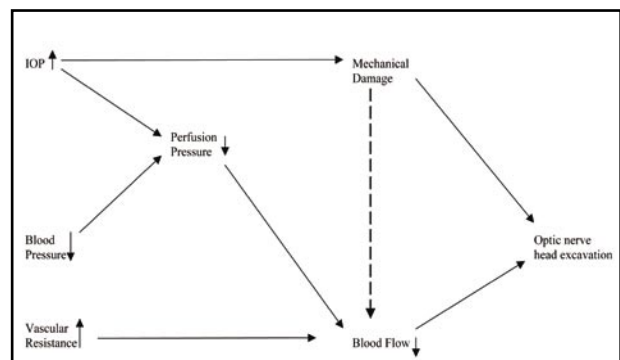 IOP
Mechanical
Damage
Perfusion
Pressure
Blood
Pressure
Optic nerve
head excavation
Vascular
Resistance
Blood Flow